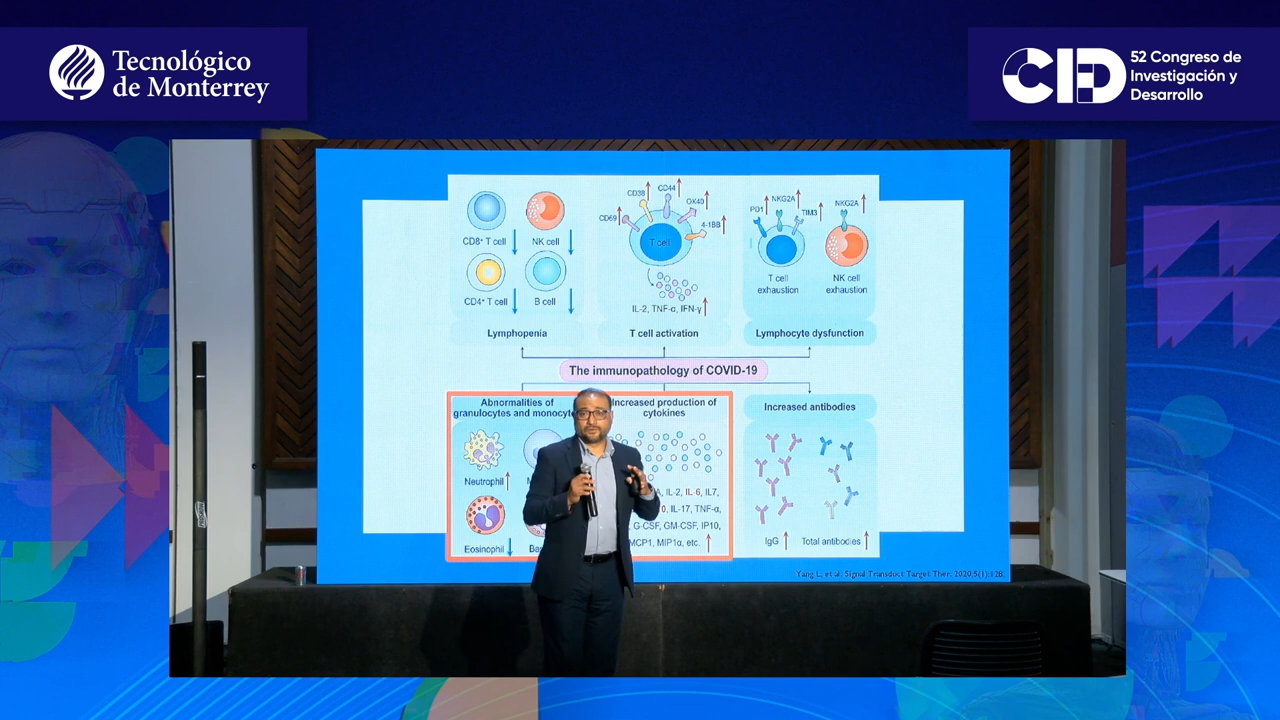 Tecnológico
de Monterrey
CID
52 Congreso de
Investigación y
Desarrollo
CD38
CD44
CD69
OX40
4-1BB
T cell
PD1
NKG2A
TIM3
NKG2A
CD8⁺ T cell
NK cell
CD4⁺ T cell
B cell
IL-2, TNF-α, IFN-γ
T cell
exhaustion
NK cell
exhaustion
Lymphopenia
T cell activation
Lymphocyte dysfunction
The immunopathology of COVID-19
Abnormalities of
granulocytes and
Increased production of
cytokines
Increased antibodies
Neutrophil
Eosinophil
IL-2, IL-6, IL7,
IL-17, TNF-α,
G-CSF, GM-CSF, IP10,
MCP1, MIP1α, etc.
IgG
Total antibodies
Yang L, et al. Signal Transduct Target Ther. 2020;5(1):128.